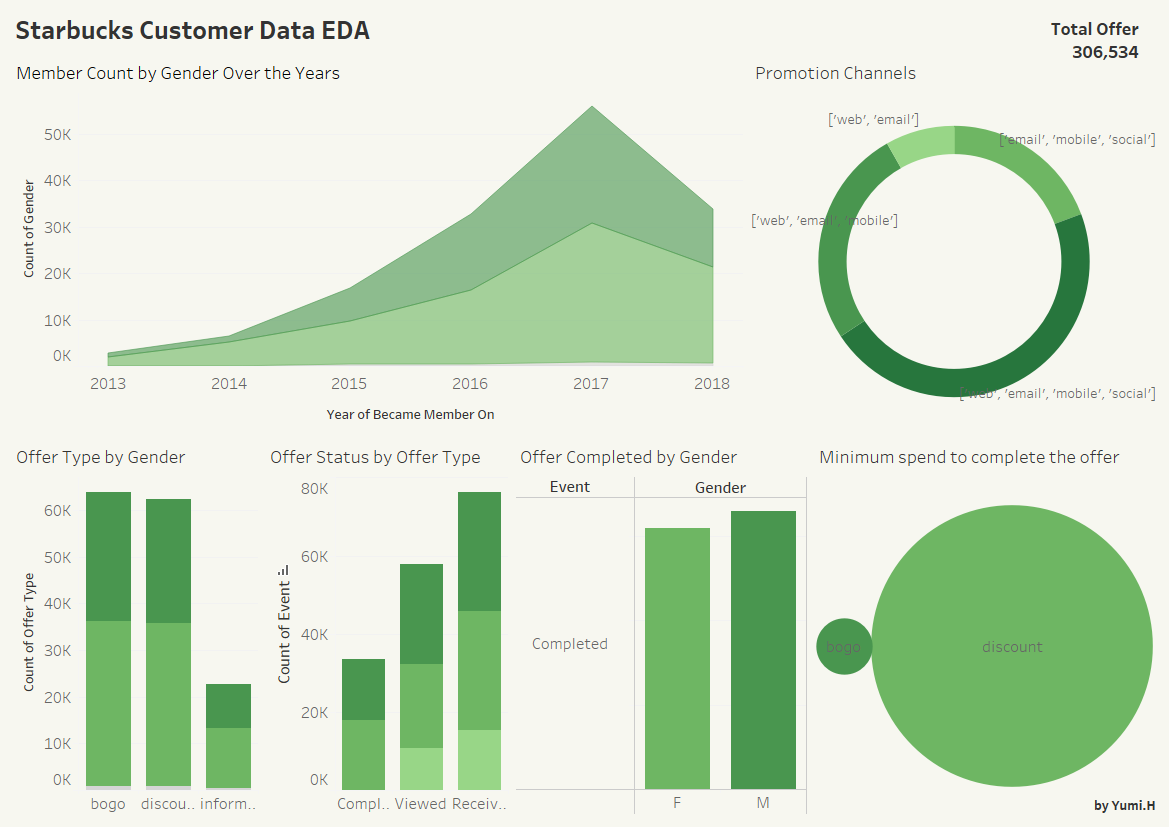 Starbucks Customer Data EDA
Total Offer
306,534
Member Count by Gender Over the Years
Count of Gender
50K
40K
30K
20K
10K
0K
2013 2014 2015 2016 2017 2018
Year of Became Member On
Promotion Channels
['web', 'email']
['email', 'mobile', 'social']
['web', 'email', 'mobile']
['web', 'email', 'mobile', 'social']
Offer Type by Gender
Count of Offer Type
60K
50K
40K
30K
20K
10K
0K
bogo discou.. inform..
Offer Status by Offer Type
Count of Event
80K
60K
40K
20K
0K
Compl.. Viewed Receiv..
Offer Completed by Gender
Event Gender
Completed
F M
Minimum spend to complete the offer
bogo discount
by Yumi.H